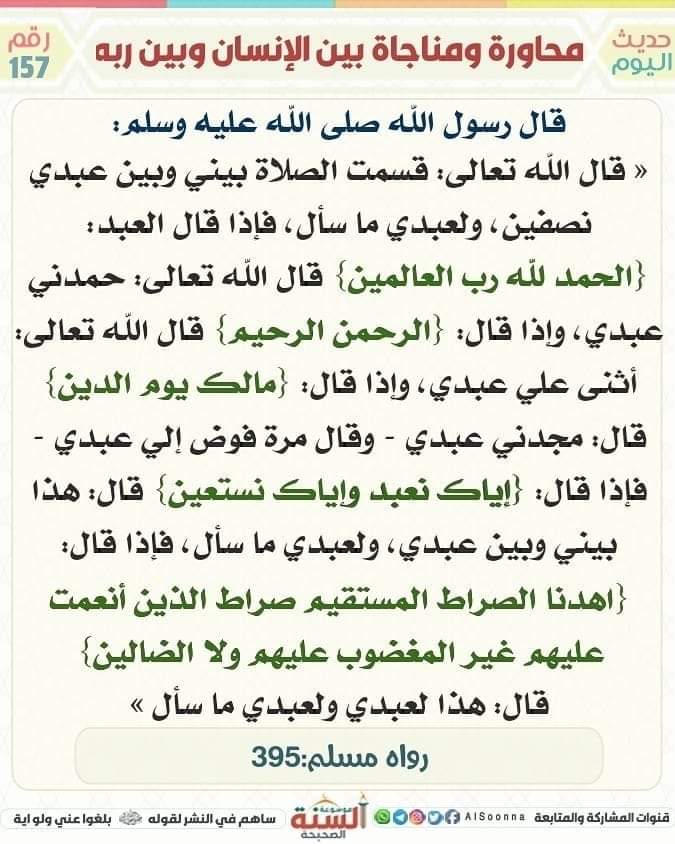 حديث اليوم
محاورة ومناجاة بين الإنسان وبين ربه
رقم 157
قال رسول الله صلى الله عليه وسلم:
« قال الله تعالى: قسمت الصلاة بيني وبين عبدي
نصفين، ولعبدي ما سأل، فإذا قال العبد:
{الحمد لله رب العالمين} قال الله تعالى: حمدني
عبدي، وإذا قال: {الرحمن الرحيم} قال الله تعالى:
أثنى علي عبدي، وإذا قال: {مالك يوم الدين}
قال: مجدني عبدي - وقال مرة فوض إلي عبدي -
فإذا قال: {إياك نعبد وإياك نستعين} قال: هذا
بيني وبين عبدي، ولعبدي ما سأل، فإذا قال:
{اهدنا الصراط المستقيم صراط الذين أنعمت
عليهم غير المغضوب عليهم ولا الضالين}
قال: هذا لعبدي ولعبدي ما سأل »
رواه مسلم:395
قنوات المشاركة والمتابعة AlSoonna
موسوعة السنة الصحيحة
ساهم في النشر لقوله ﷺ بلغوا عني ولو آية